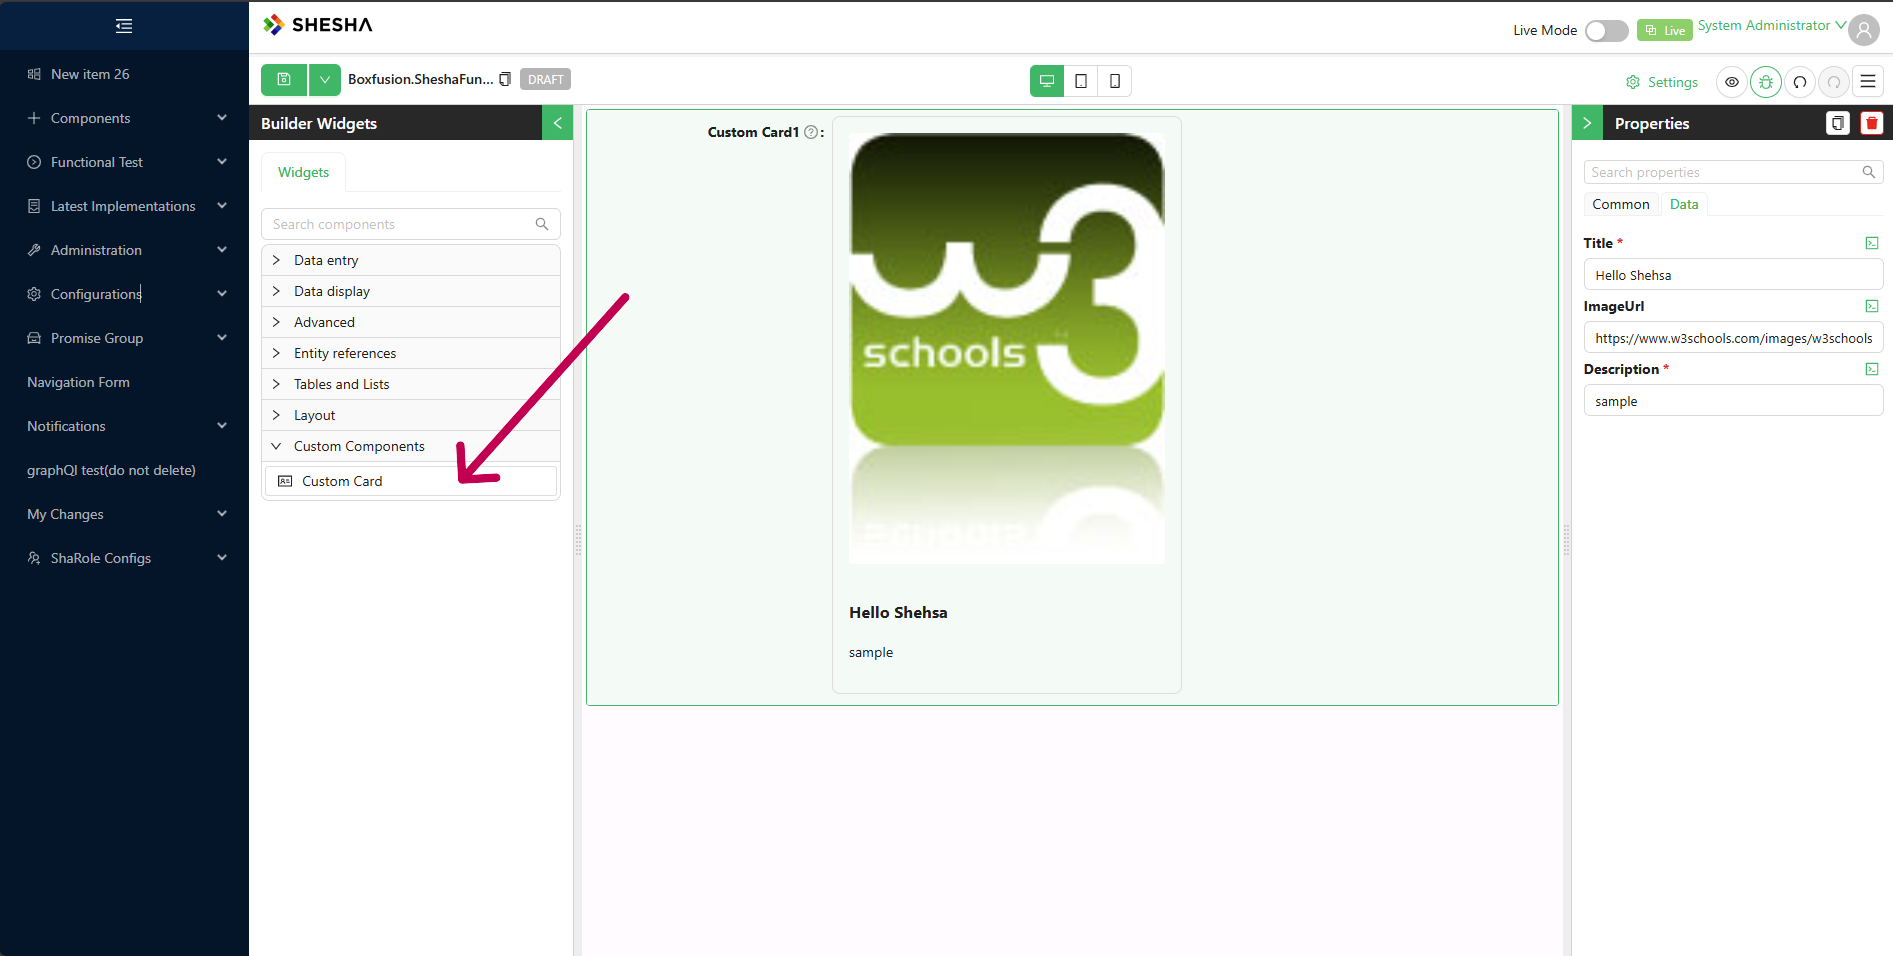 SHESHA
Live Mode
Live
System Administrator
Boxfusion.SheshaFun...
DRAFT
Settings
New item 26
Components
Functional Test
Latest Implementations
Administration
Configurations
Promise Group
Navigation Form
Notifications
graphQl test(do not delete)
My Changes
ShaRole Configs
Builder Widgets
Widgets
Search components
Data entry
Data display
Advanced
Entity references
Tables and Lists
Layout
Custom Components
Custom Card
Custom Card1 ? :
w3
schools
Hello Shehsa
sample
Properties
Search properties
Common Data
Title *
Hello Shehsa
ImageUrl
https://www.w3schools.com/images/w3schools
Description *
sample